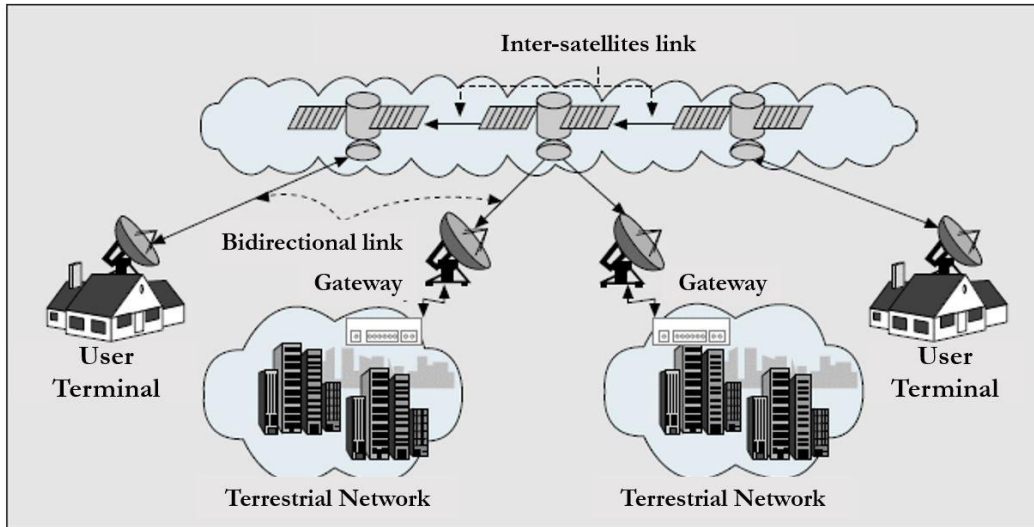 Inter-satellites link
Bidirectional link
Gateway
Gateway
User
Terminal
User
Terminal
Terrestrial Network
Terrestrial Network